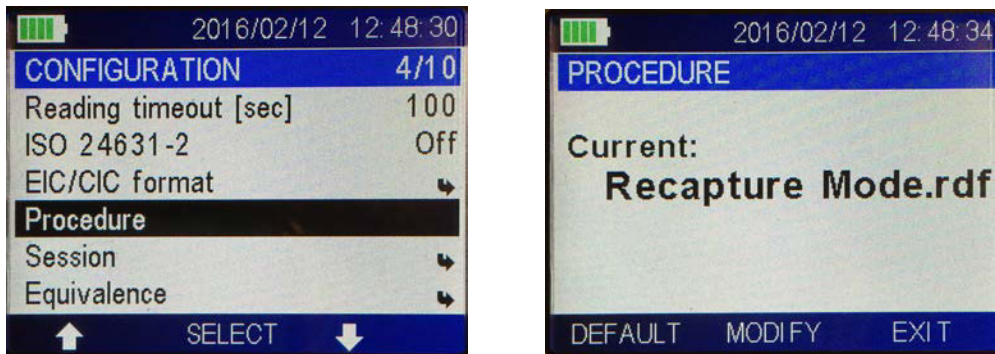 2016/02/12 12:48:30
CONFIGURATION 4/10
Reading timeout [sec] 100
ISO 24631-2 Off
EIC/CIC format
Procedure
Session
Equivalence
SELECT
2016/02/12 12:48:34
PROCEDURE
Current:
Recapture Mode.rdf
DEFAULT MODIFY EXIT